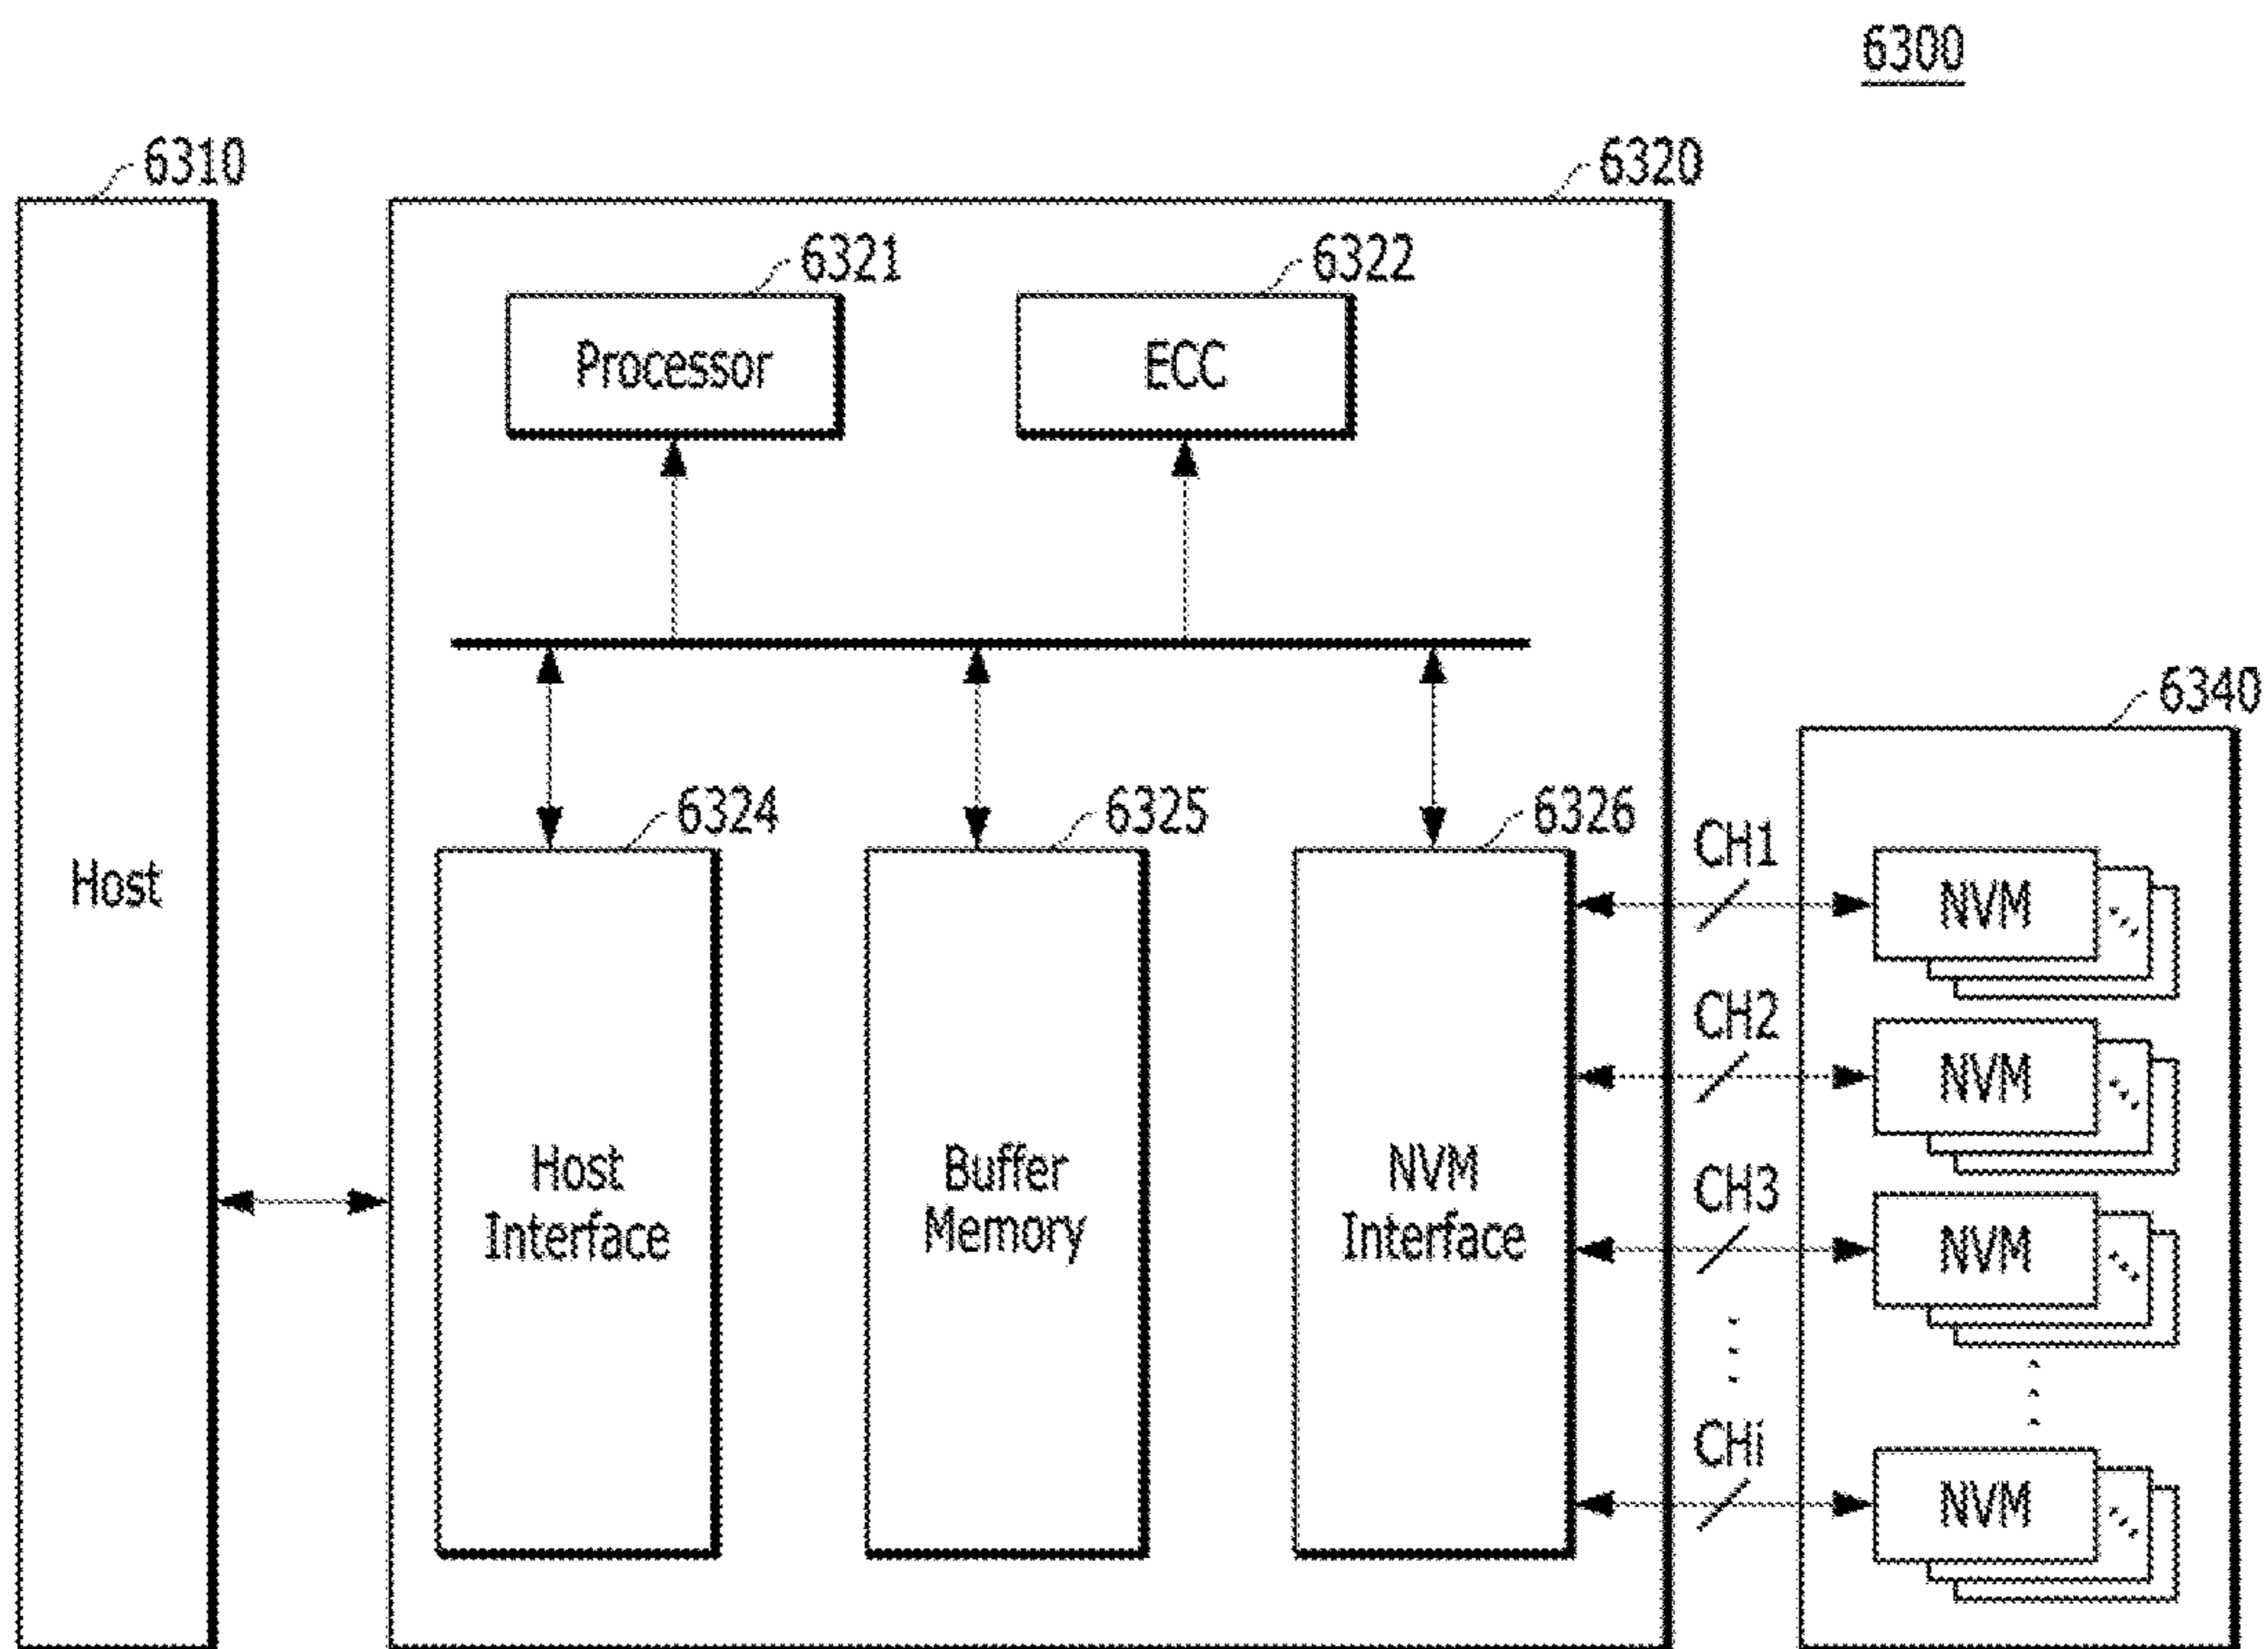 6300
6310
6320
6321
6322
Processor
ECC
6340
6324
6325
6326
CH1
Host
NVM
CH2
NVM
Host
Interface
Buffer
Memory
NVM
Interface
CH3
NVM
CHi
NVM